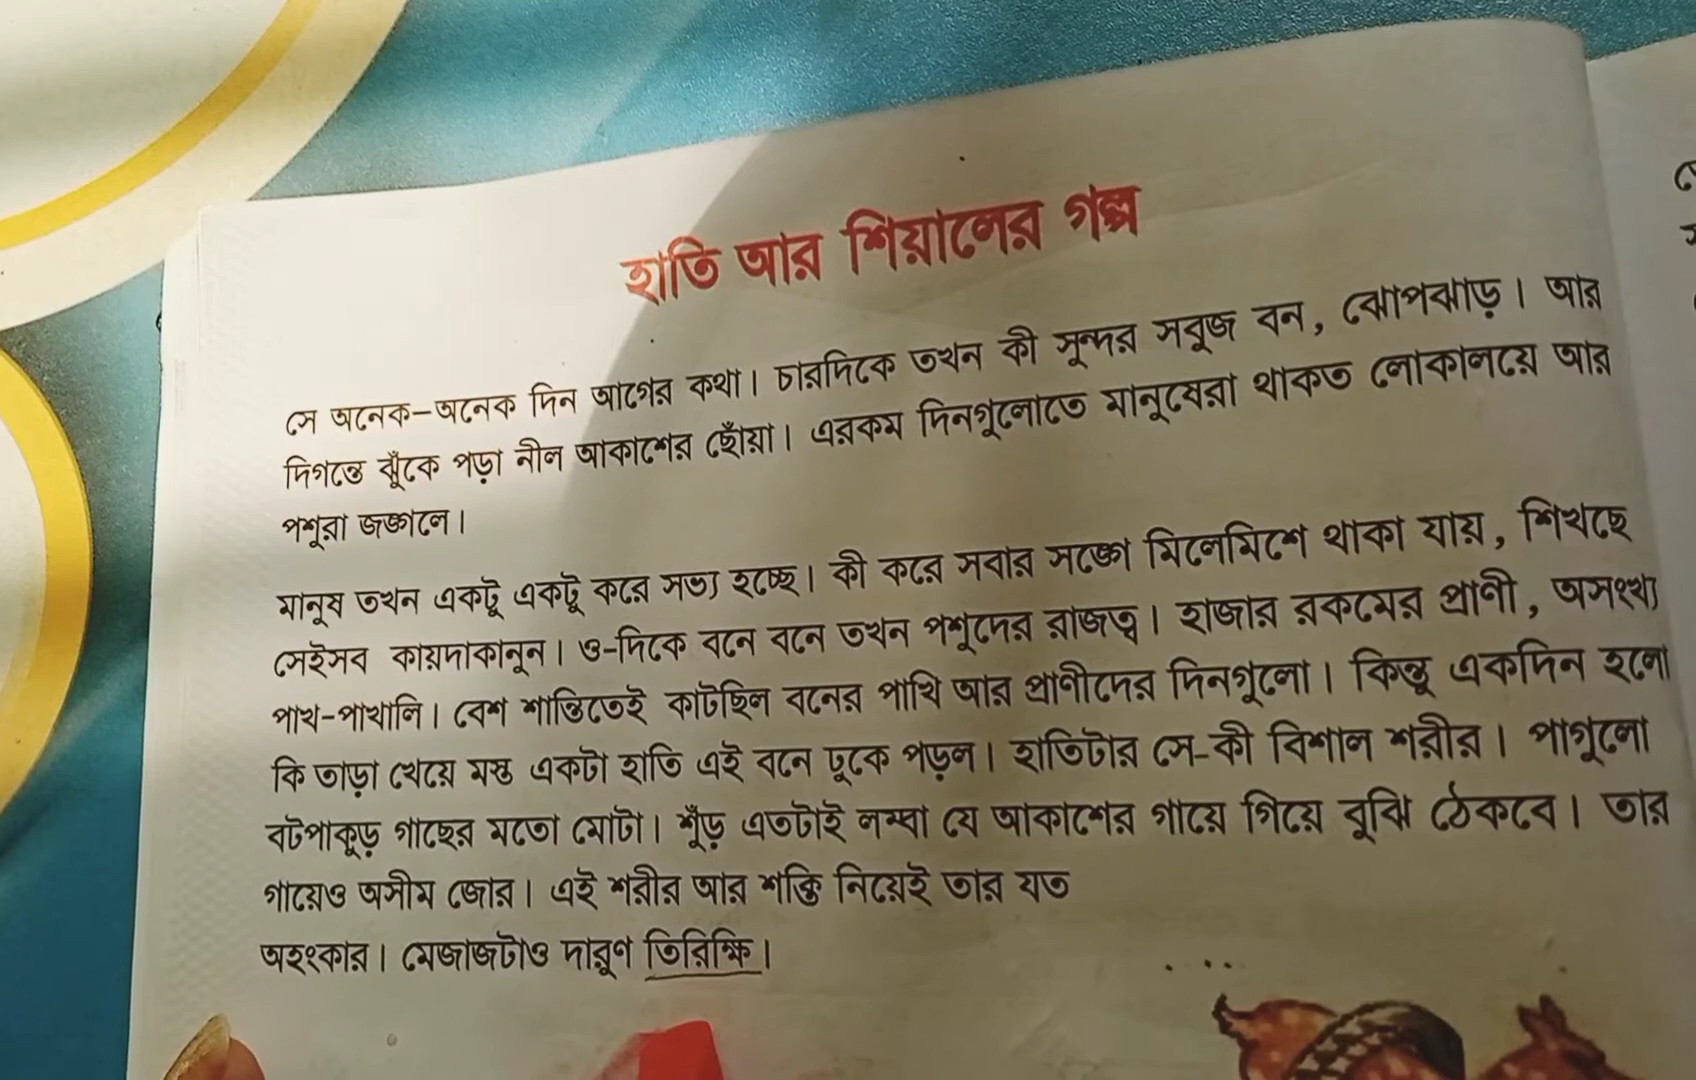 হাতি আর শিয়ালের গল্প
সে অনেক-অনেক দিন আগের কথা। চারদিকে তখন কী সুন্দর সবুজ বন, ঝোপঝাড়। আর
দিগন্তে ঝুঁকে পড়া নীল আকাশের ছোঁয়া। এরকম দিনগুলোতে মানুষেরা থাকত লোকালয়ে আর
পশুরা জঙ্গলে।
মানুষ তখন একটু একটু করে সভ্য হচ্ছে। কী করে সবার সঙ্গে মিলেমিশে থাকা যায়, শিখছে
সেইসব কায়দাকানুন। ও-দিকে বনে বনে তখন পশুদের রাজত্ব। হাজার রকমের প্রাণী, অসংখ্য
পাখ-পাখালি। বেশ শান্তিতেই কাটছিল বনের পাখি আর প্রাণীদের দিনগুলো। কিন্তু একদিন হলো
কি তাড়া খেয়ে মস্ত একটা হাতি এই বনে ঢুকে পড়ল। হাতিটার সে-কী বিশাল শরীর। পাগুলো
বটপাকুড় গাছের মতো মোটা। শুঁড় এতটাই লম্বা যে আকাশের গায়ে গিয়ে বুঝি ঠেকবে। তার
গায়েও অসীম জোর। এই শরীর আর শক্তি নিয়েই তার যত
অহংকার। মেজাজটাও দারুণ তিরিক্ষি।